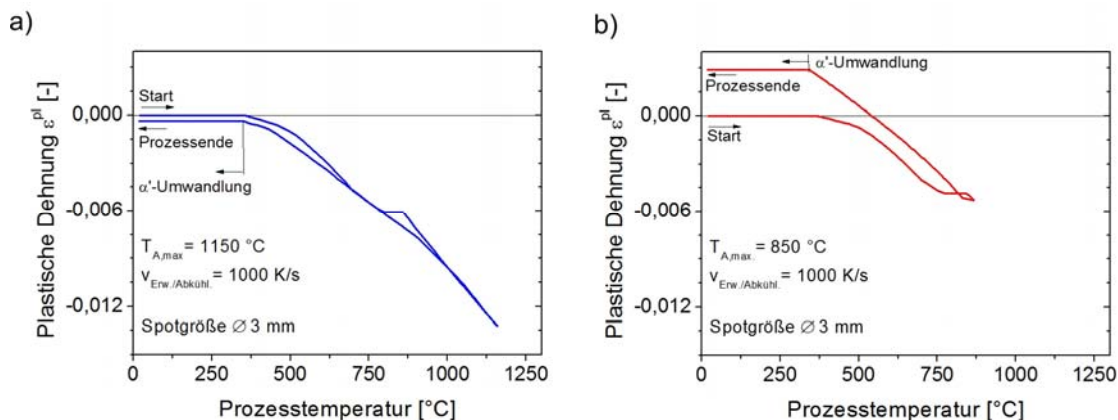 a)
Plastische Dehnung ε^pl [-]
0,000
-0,006
-0,012
Start
Prozessende
α'-Umwandlung
T_A,max = 1150 °C
v_Erw./Abkühl. = 1000 K/s
Spotgröße ∅ 3 mm
0 250 500 750 1000 1250
Prozesstemperatur [°C]
b)
Plastische Dehnung ε^pl [-]
0,000
-0,006
-0,012
α'-Umwandlung
Prozessende
Start
T_A,max. = 850 °C
v_Erw./Abkühl. = 1000 K/s
Spotgröße ∅ 3 mm
0 250 500 750 1000 1250
Prozesstemperatur [°C]